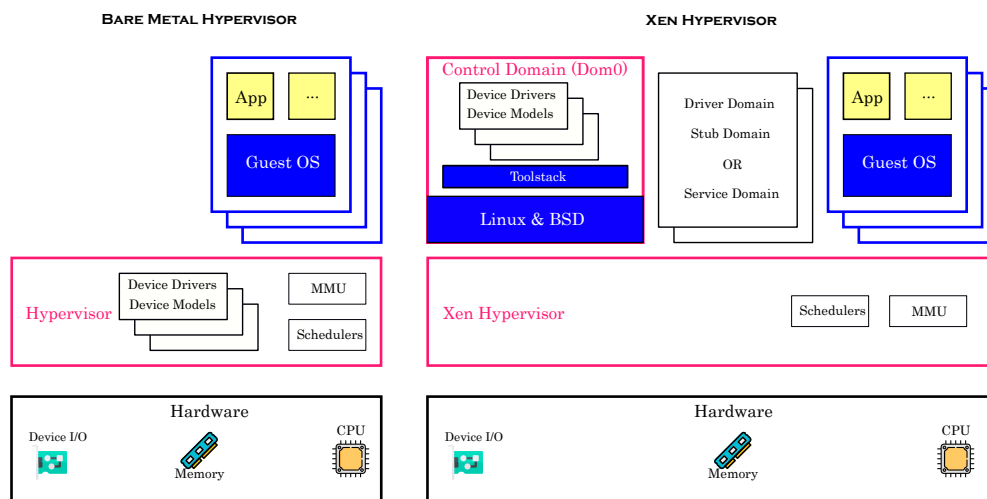 BARE METAL HYPERVISOR
App
...
Guest OS
Hypervisor
Device Drivers
Device Models
MMU
Schedulers
Hardware
Device I/O
Memory
CPU
XEN HYPERVISOR
Control Domain (Dom0)
Device Drivers
Device Models
Toolstack
Linux & BSD
Driver Domain
Stub Domain
OR
Service Domain
App
...
Guest OS
Xen Hypervisor
Schedulers
MMU
Hardware
Device I/O
Memory
CPU